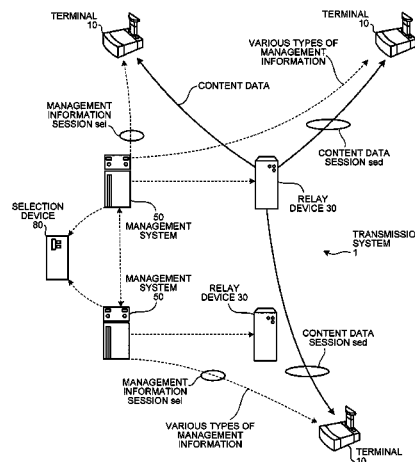 TERMINAL
10
TERMINAL
10
VARIOUS TYPES OF
MANAGEMENT
INFORMATION
CONTENT DATA
MANAGEMENT
INFORMATION
SESSION sei
CONTENT DATA
SESSION sed
SELECTION
DEVICE
80
50
MANAGEMENT
SYSTEM
RELAY
DEVICE 30
TRANSMISSION
SYSTEM
1
MANAGEMENT
SYSTEM
50
RELAY
DEVICE 30
CONTENT DATA
SESSION sed
MANAGEMENT
INFORMATION
SESSION sei
VARIOUS TYPES OF
MANAGEMENT
INFORMATION
TERMINAL
10